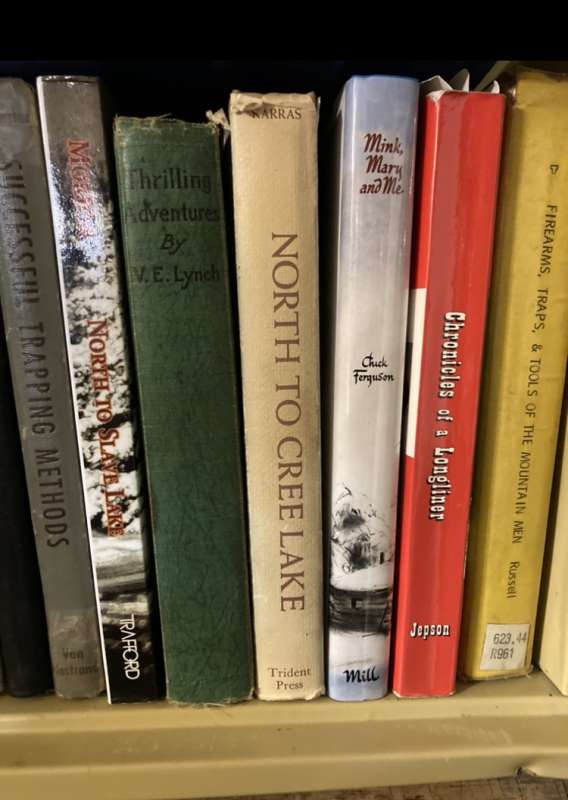 SUCCESSFUL TRAPPING METHODS
van
NORTH TO SLAVE LAKE
TRAFFORD
Thrilling
Adventures
By
V. E. Lynch
KARRAS
NORTH TO CREE LAKE
Trident
Press
Mink,
Mary
and Me
Chuck
Ferguson
Mill
Chronicles of a Longliner
Jepson
FIREARMS, TRAPS, & TOOLS OF THE MOUNTAIN MEN
Russell
623.44
R961